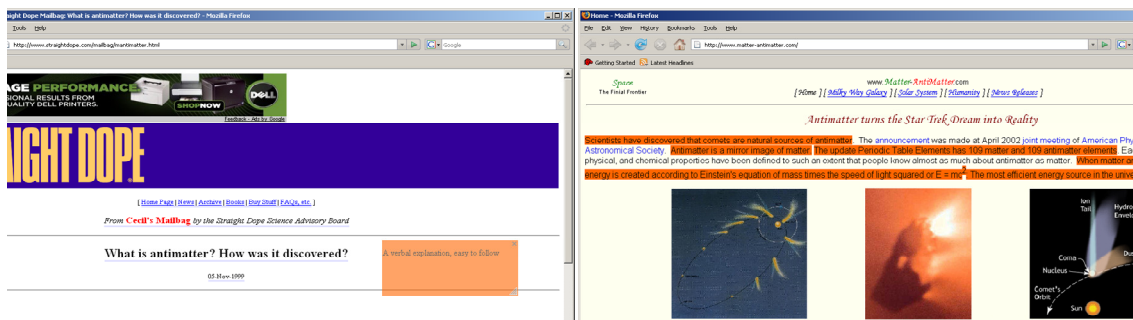 aight Dope Mailbag: What is antimatter? How was it discovered? - Mozilla Firefox
Tools Help
http://www.straightdope.com/mailbag/mantimatter.html
Google
AGE PERFORMANCE
SIONAL RESULTS FROM
UALITY DELL PRINTERS.
SHOP NOW
DELL
Feedback - Ads by Google
IGHT DOPE
[ Home Page | News | Archive | Books | Buy Stuff | FAQs, etc. ]
From Cecil's Mailbag by the Straight Dope Science Advisory Board
What is antimatter? How was it discovered?
A verbal explanation, easy to follow
05-Nov-1999
Home - Mozilla Firefox
File Edit View History Bookmarks Tools Help
http://www.matter-antimatter.com/
Getting Started Latest Headlines
Space
The Finial Frontier
www.Matter-AntiMatter.com
[ Home ] [ Milky Way Galaxy ] [ Solar System ] [ Humanity ] [ News Releases ]
Antimatter turns the Star Trek Dream into Reality
Scientists have discovered that comets are natural sources of antimatter. The announcement was made at April 2002 joint meeting of American Phy
Astronomical Society. Antimatter is a mirror image of matter. The update Periodic Table Elements has 109 matter and 109 antimatter elements. Ea
physical, and chemical properties have been defined to such an extent that people know almost as much about antimatter as matter. When matter a
energy is created according to Einstein's equation of mass times the speed of light squared or E = mc2. The most efficient energy source in the unive
Ion
Tail
Hydro
Envel
Coma
Dus
Nucleus
Comet's
Orbit
Sun